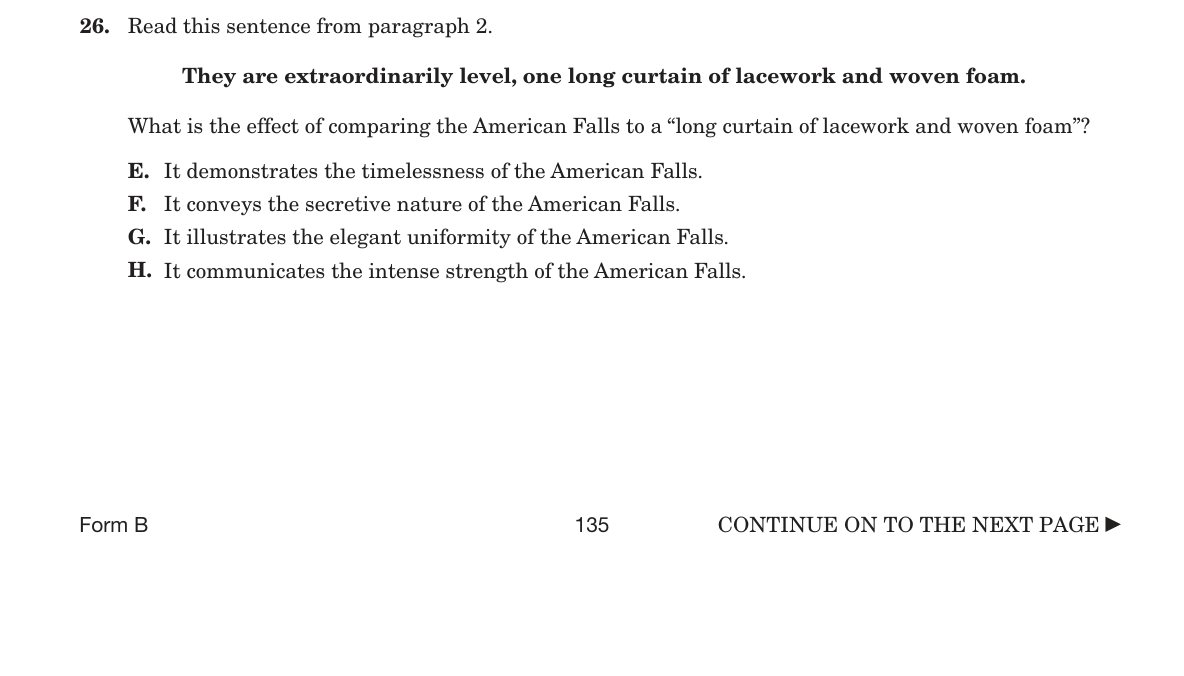 26. Read this sentence from paragraph 2.
They are extraordinarily level, one long curtain of lacework and woven foam.
What is the effect of comparing the American Falls to a “long curtain of lacework and woven foam”?
E. It demonstrates the timelessness of the American Falls.
F. It conveys the secretive nature of the American Falls.
G. It illustrates the elegant uniformity of the American Falls.
H. It communicates the intense strength of the American Falls.
Form B 135 CONTINUE ON TO THE NEXT PAGE ▶